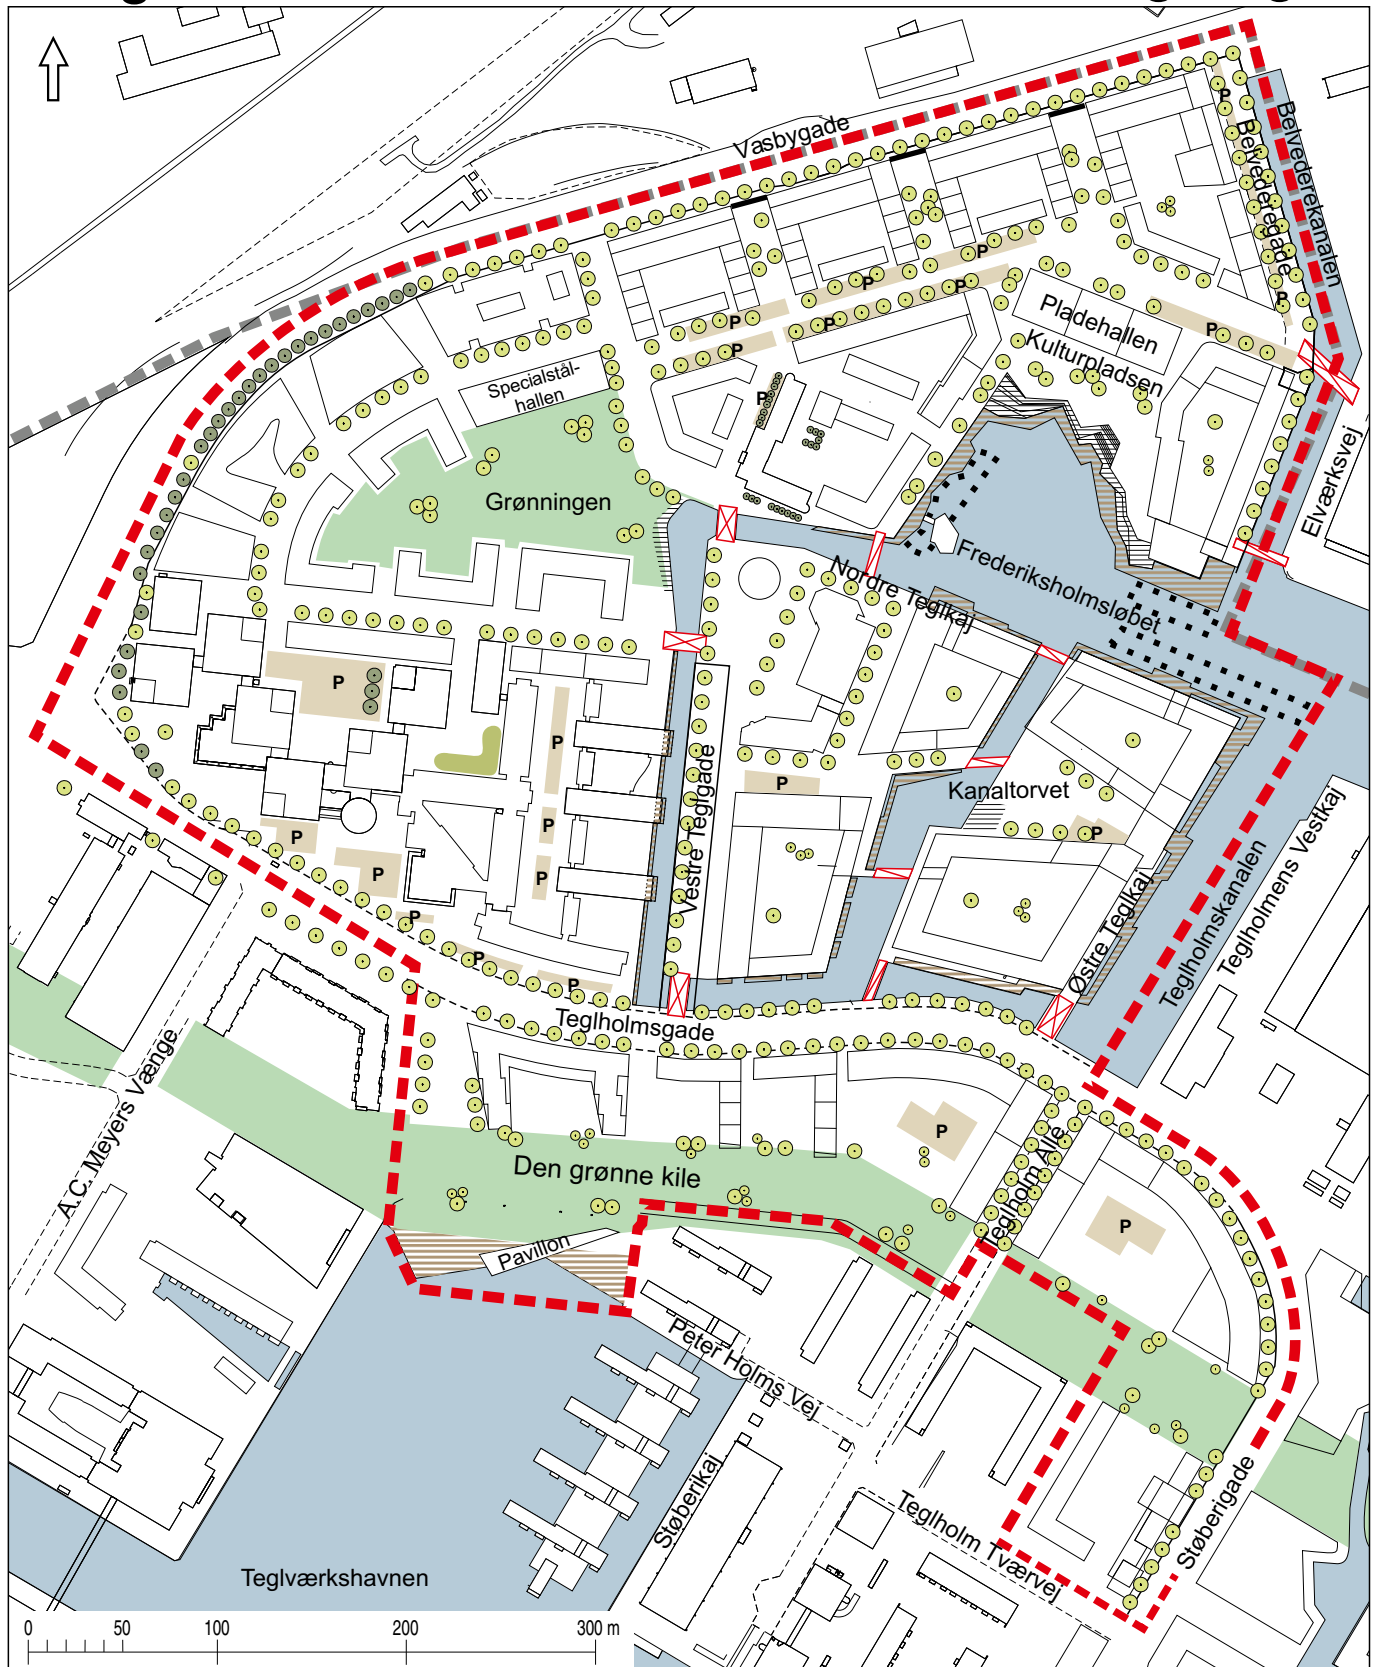 Vasbygade
P
Belvederekanalen
Belvederegade
P
P
P
P
P
P
P
P
P
Pladehallen
Kulturpladsen
Specialstål-
hallen
P
Elværksvej
Grønningen
Frederiksholmsløbet
Nordre Teglkaj
P
P
P
Kanaltorvet
P
P
P
P
P
P
P
P
Vestre Teglgade
Østre Teglkaj
Teglholmskanalen
Teglholmens Vestkaj
Teglholmsgade
A.C. Meyers Vænge
P
Teglholm Allé
Den grønne kile
P
Pavillon
Peter Holms Vej
Støberikaj
Teglholm Tværvej
Støberigade
Teglværkshavnen
0 50 100 200 300 m